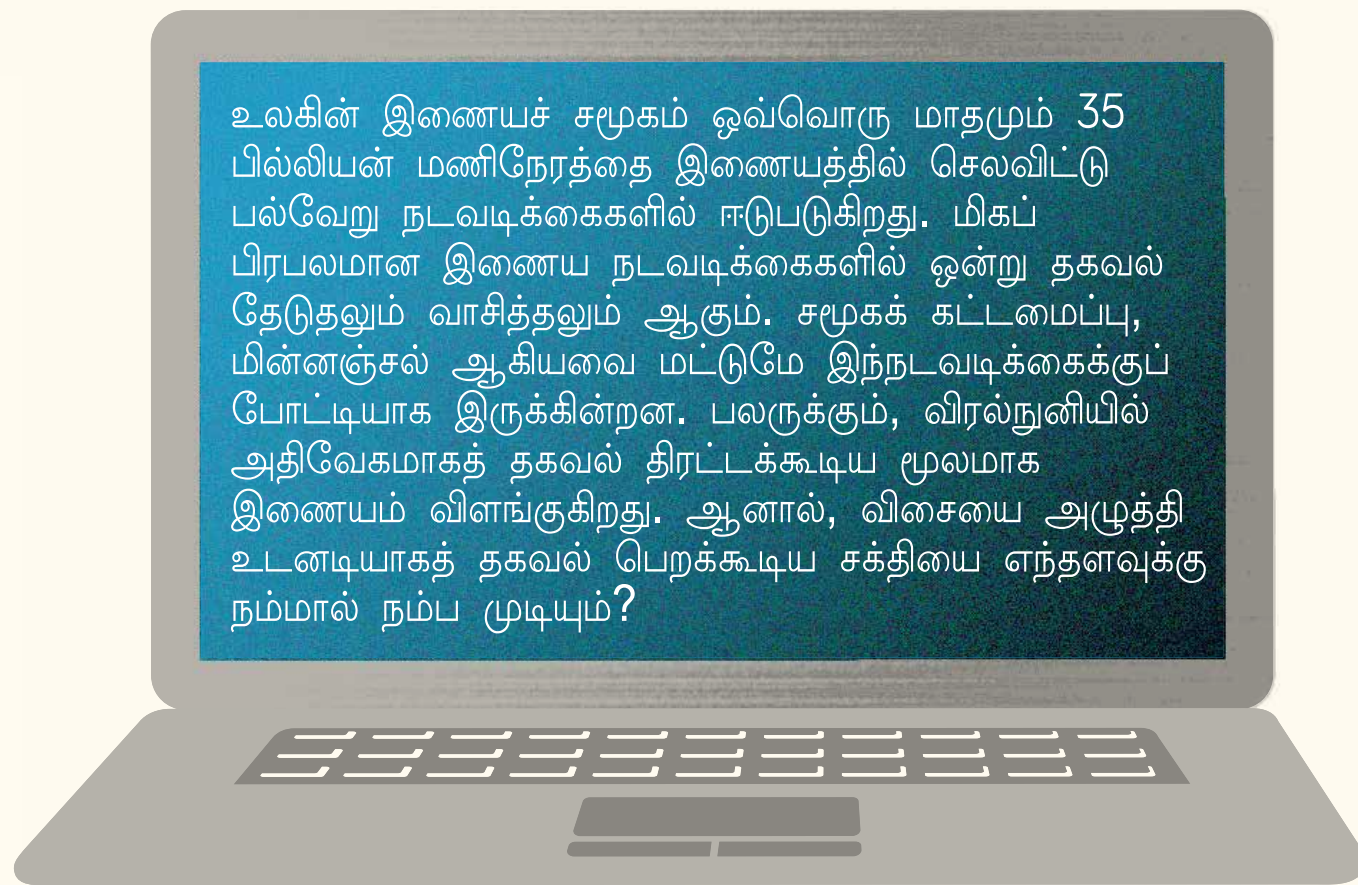 உலகின் இணையச் சமூகம் ஒவ்வொரு மாதமும் 35
பில்லியன் மணிநேரத்தை இணையத்தில் செலவிட்டு
பல்வேறு நடவடிக்கைகளில் ஈடுபடுகிறது. மிகப்
பிரபலமான இணைய நடவடிக்கைகளில் ஒன்று தகவல்
தேடுதலும் வாசித்தலும் ஆகும். சமூகக் கட்டமைப்பு,
மின்னஞ்சல் ஆகியவை மட்டுமே இந்நடவடிக்கைக்குப்
போட்டியாக இருக்கின்றன. பலருக்கும், விரல்நுனியில்
அதிவேகமாகத் தகவல் திரட்டக்கூடிய மூலமாக
இணையம் விளங்குகிறது. ஆனால், விசையை அழுத்தி
உடனடியாகத் தகவல் பெறக்கூடிய சக்தியை எந்தளவுக்கு
நம்மால் நம்ப முடியும்?